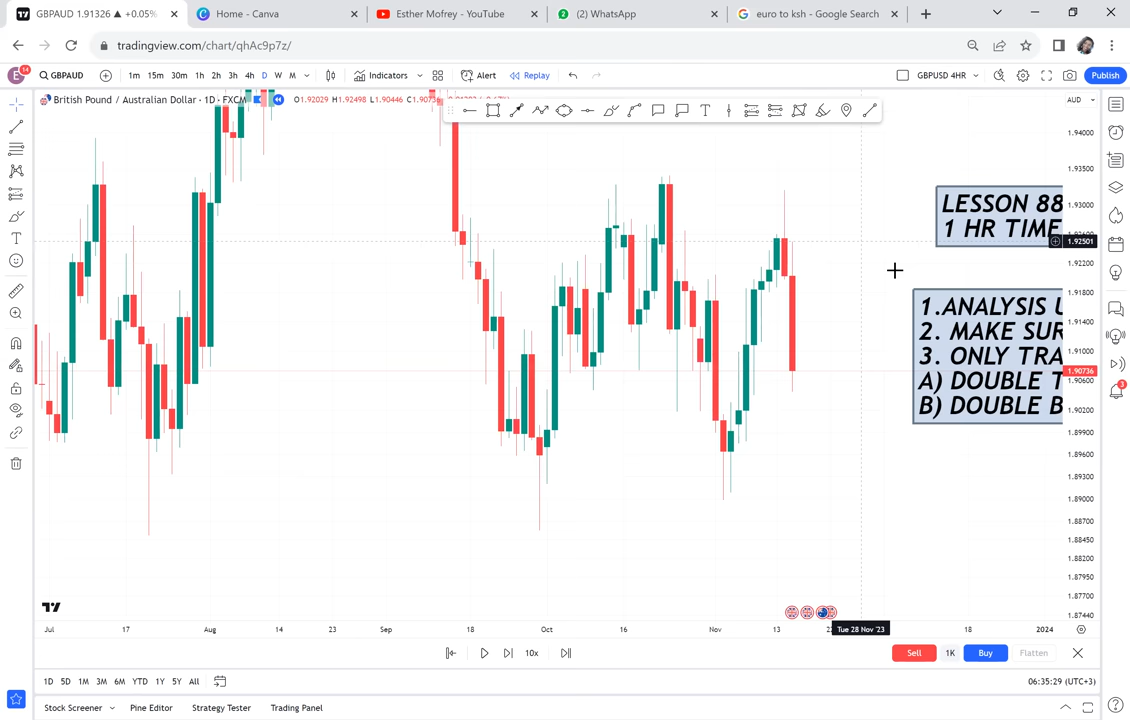 GBPAUD 1.91326 ▲ +0.05%
Home - Canva
Esther Mofrey - YouTube
(2) WhatsApp
euro to ksh - Google Search
tradingview.com/chart/qhAc9p7z/
E 14 GBPAUD 1m 15m 30m 1h 2h 3h 4h D W M Indicators Alert Replay GBPUSD 4HR Publish
British Pound / Australian Dollar · 1D · FXCM O1.92029 H1.92498 L1.90446 C1.90736
AUD
1.94000
1.93500
1.93000
1.92501
1.92200
1.91800
1.91400
1.91000
1.90736
1.90600
1.90200
1.89900
1.89600
1.89300
1.89000
1.88700
1.88450
1.88200
1.87950
1.87700
1.87440
LESSON 88
1 HR TIME
1.ANALYSIS U
2. MAKE SUR
3. ONLY TRA
A) DOUBLE T
B) DOUBLE B
3
Jul 17 Aug 14 23 Sep 18 Oct 16 Nov 13 Tue 28 Nov '23 18 2024
10x Sell 1K Buy Flatten
1D 5D 1M 3M 6M YTD 1Y 5Y All 06:35:29 (UTC+3)
Stock Screener Pine Editor Strategy Tester Trading Panel